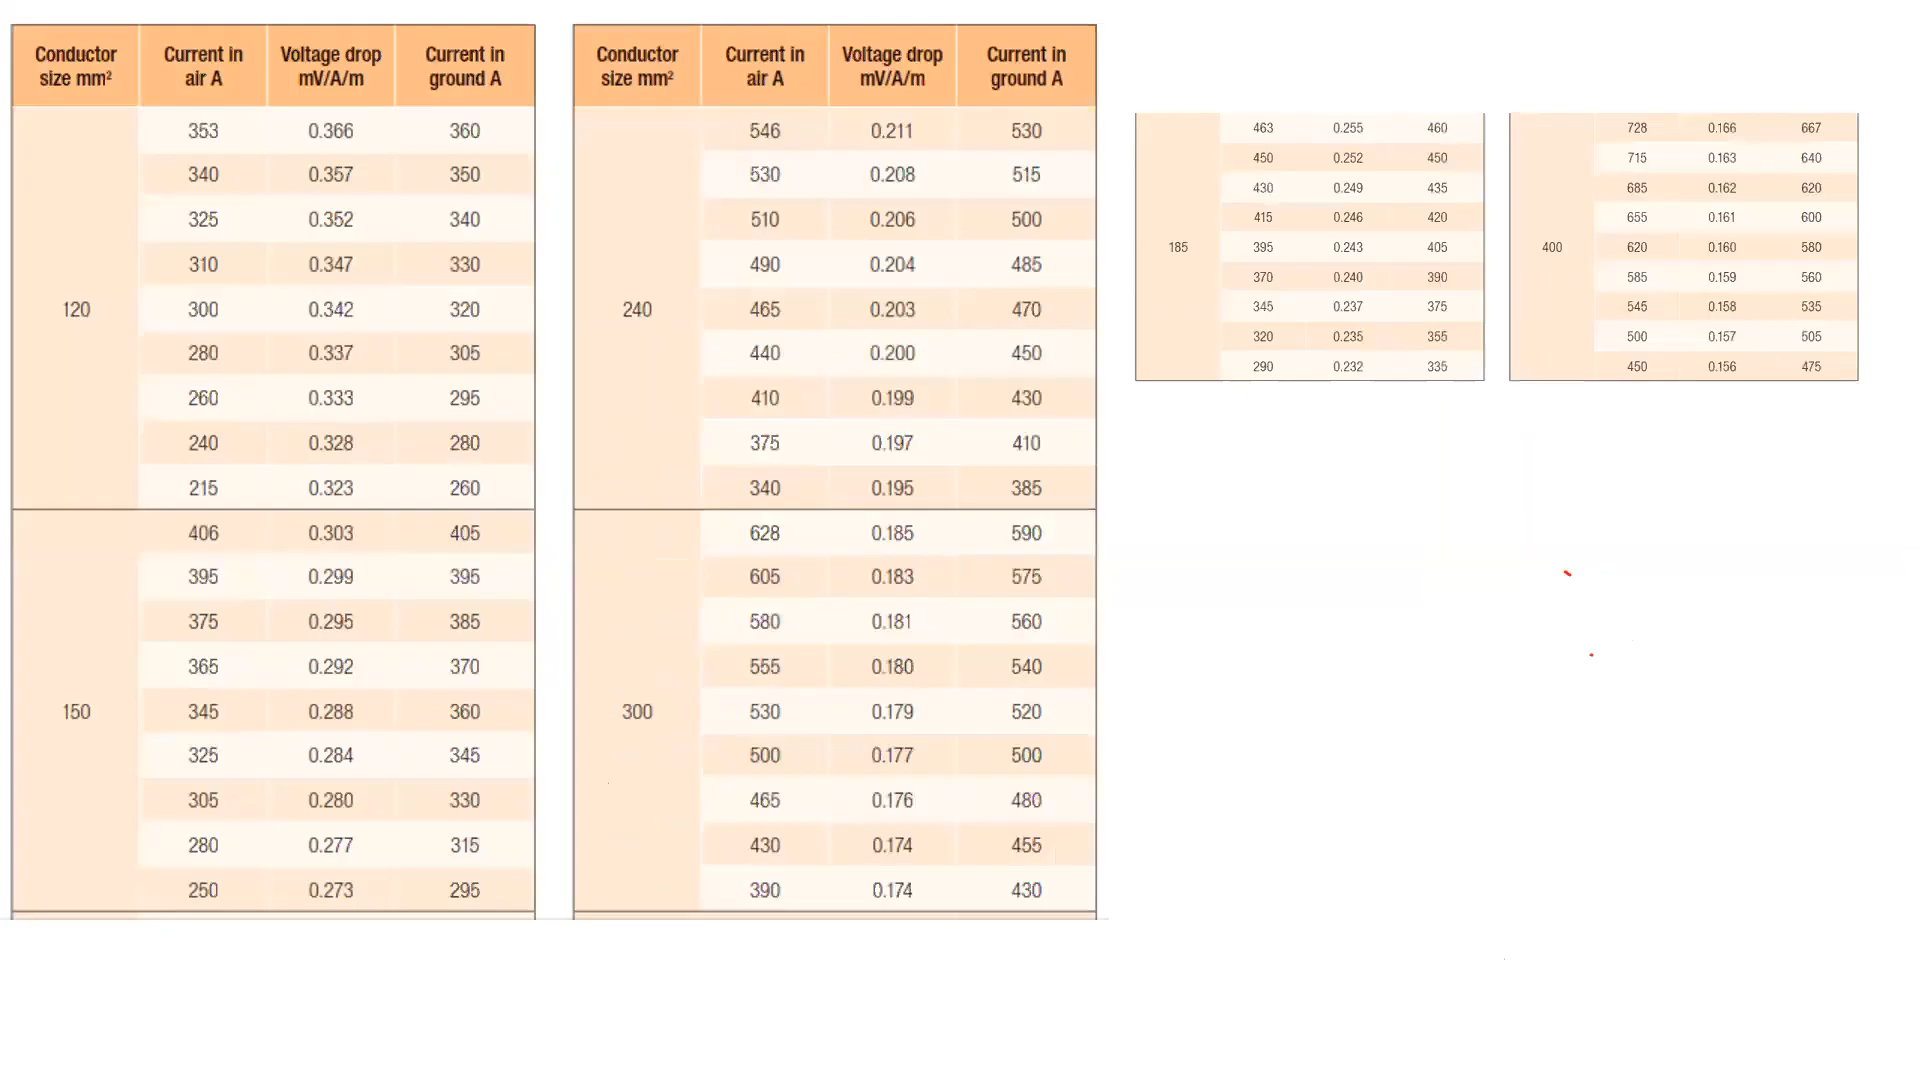 Conductor size mm² Current in air A Voltage drop mV/A/m Current in ground A
353 0.366 360
340 0.357 350
325 0.352 340
310 0.347 330
120 300 0.342 320
280 0.337 305
260 0.333 295
240 0.328 280
215 0.323 260
406 0.303 405
395 0.299 395
375 0.295 385
365 0.292 370
150 345 0.288 360
325 0.284 345
305 0.280 330
280 0.277 315
250 0.273 295
Conductor size mm² Current in air A Voltage drop mV/A/m Current in ground A
546 0.211 530
530 0.208 515
510 0.206 500
490 0.204 485
240 465 0.203 470
440 0.200 450
410 0.199 430
375 0.197 410
340 0.195 385
628 0.185 590
605 0.183 575
580 0.181 560
555 0.180 540
300 530 0.179 520
500 0.177 500
465 0.176 480
430 0.174 455
390 0.174 430
463 0.255 460
450 0.252 450
430 0.249 435
415 0.246 420
185 395 0.243 405
370 0.240 390
345 0.237 375
320 0.235 355
290 0.232 335
728 0.166 667
715 0.163 640
685 0.162 620
655 0.161 600
400 620 0.160 580
585 0.159 560
545 0.158 535
500 0.157 505
450 0.156 475